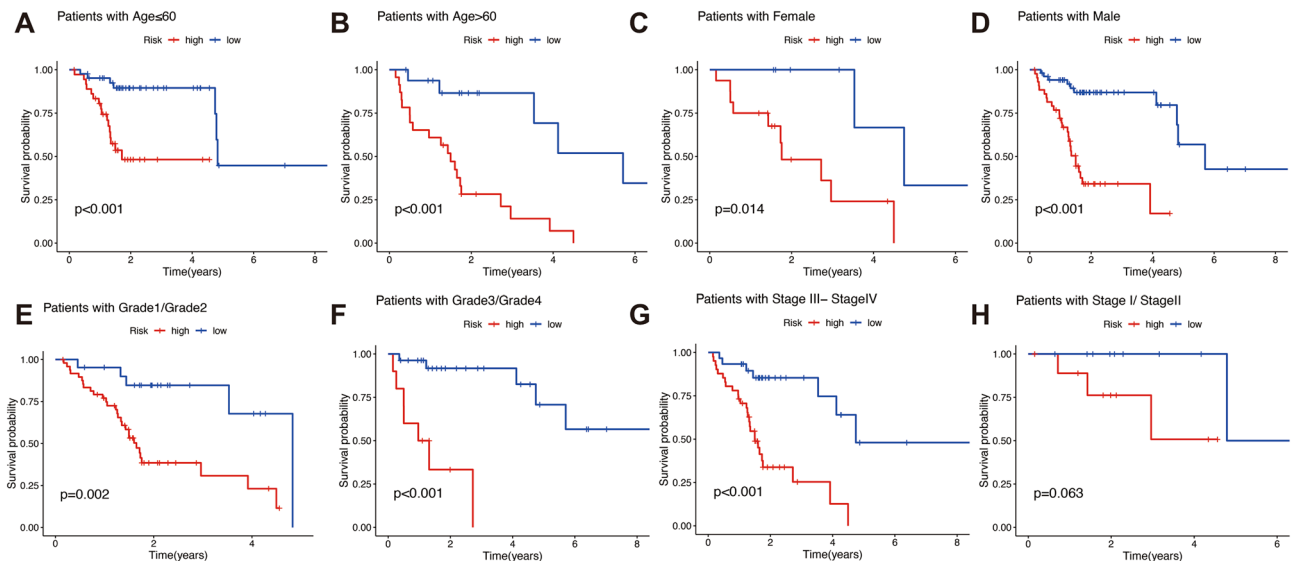 A
Patients with Age≤60
Risk high low
1.00
0.75
0.50
0.25
0.00
Survival probability
p<0.001
0 2 4 6 8
Time(years)
B
Patients with Age>60
Risk high low
1.00
0.75
0.50
0.25
0.00
Survival probability
p<0.001
0 2 4 6
Time(years)
C
Patients with Female
Risk high low
1.00
0.75
0.50
0.25
0.00
Survival probability
p=0.014
0 2 4 6
Time(years)
D
Patients with Male
Risk high low
1.00
0.75
0.50
0.25
0.00
Survival probability
p<0.001
0 2 4 6 8
Time(years)
E
Patients with Grade1/Grade2
Risk high low
1.00
0.75
0.50
0.25
0.00
Survival probability
p=0.002
0 2 4
Time(years)
F
Patients with Grade3/Grade4
Risk high low
1.00
0.75
0.50
0.25
0.00
Survival probability
p<0.001
0 2 4 6 8
Time(years)
G
Patients with Stage III− StageIV
Risk high low
1.00
0.75
0.50
0.25
0.00
Survival probability
p<0.001
0 2 4 6 8
Time(years)
H
Patients with Stage I/ StageII
Risk high low
1.00
0.75
0.50
0.25
0.00
Survival probability
p=0.063
0 2 4 6
Time(years)